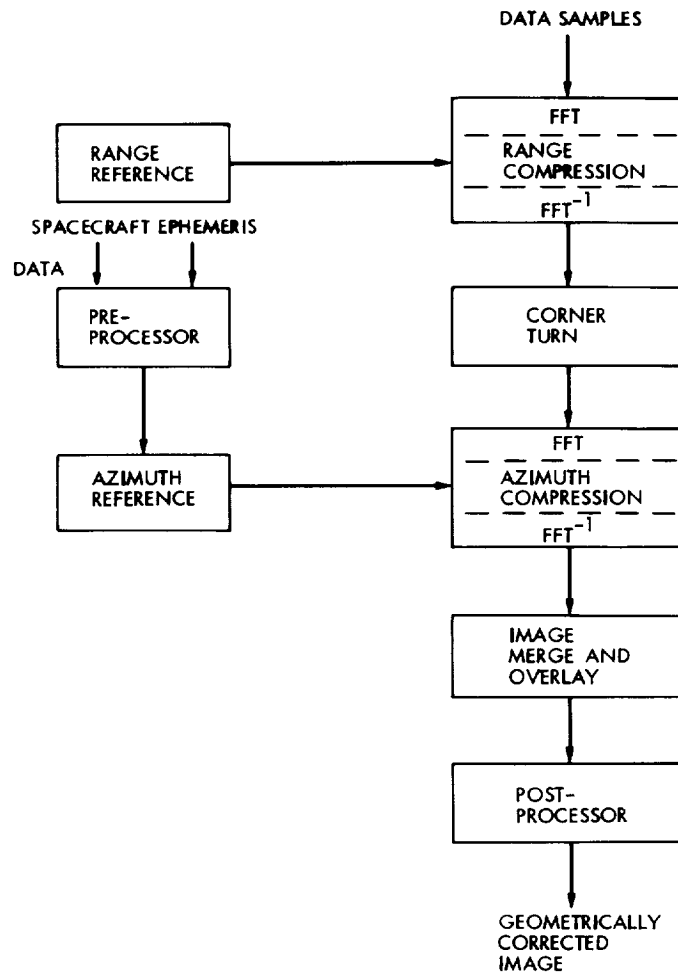 DATA SAMPLES
FFT
RANGE
COMPRESSION
FFT⁻¹
RANGE
REFERENCE
SPACECRAFT EPHEMERIS
DATA
PRE-
PROCESSOR
CORNER
TURN
AZIMUTH
REFERENCE
FFT
AZIMUTH
COMPRESSION
FFT⁻¹
IMAGE
MERGE AND
OVERLAY
POST-
PROCESSOR
GEOMETRICALLY
CORRECTED
IMAGE